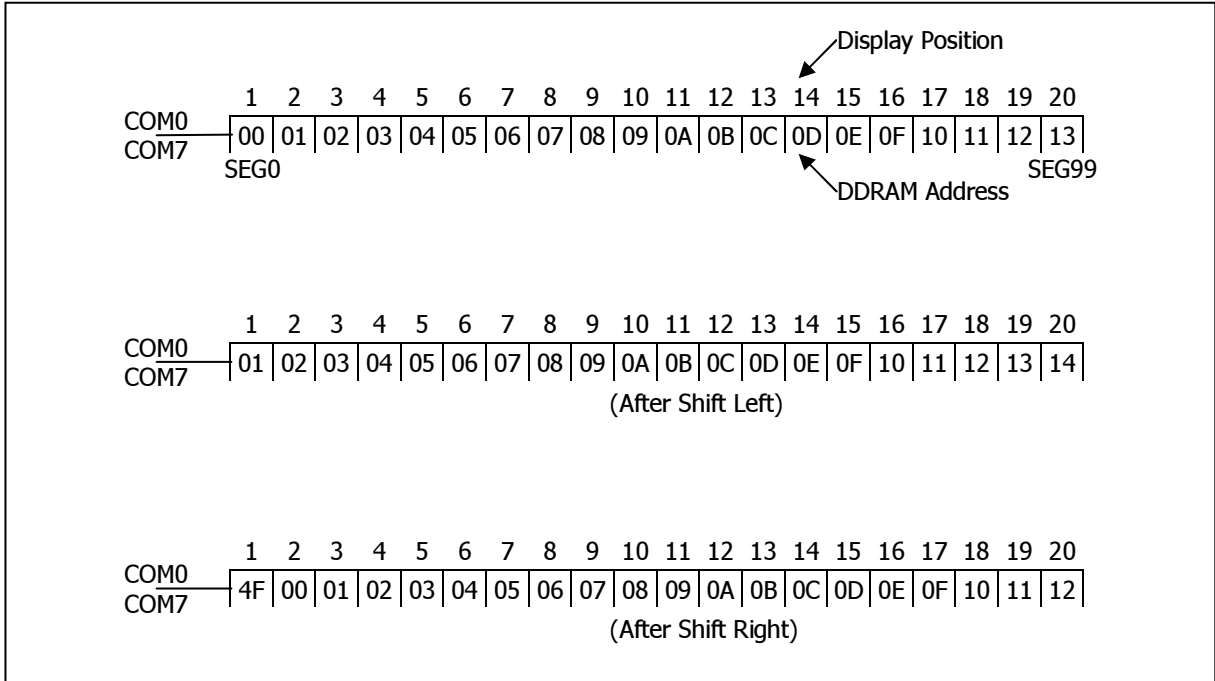 Display Position
1 2 3 4 5 6 7 8 9 10 11 12 13 14 15 16 17 18 19 20
COM0
COM7
00 01 02 03 04 05 06 07 08 09 0A 0B 0C 0D 0E 0F 10 11 12 13
SEG0 SEG99
DDRAM Address
1 2 3 4 5 6 7 8 9 10 11 12 13 14 15 16 17 18 19 20
COM0
COM7
01 02 03 04 05 06 07 08 09 0A 0B 0C 0D 0E 0F 10 11 12 13 14
(After Shift Left)
1 2 3 4 5 6 7 8 9 10 11 12 13 14 15 16 17 18 19 20
COM0
COM7
4F 00 01 02 03 04 05 06 07 08 09 0A 0B 0C 0D 0E 0F 10 11 12
(After Shift Right)